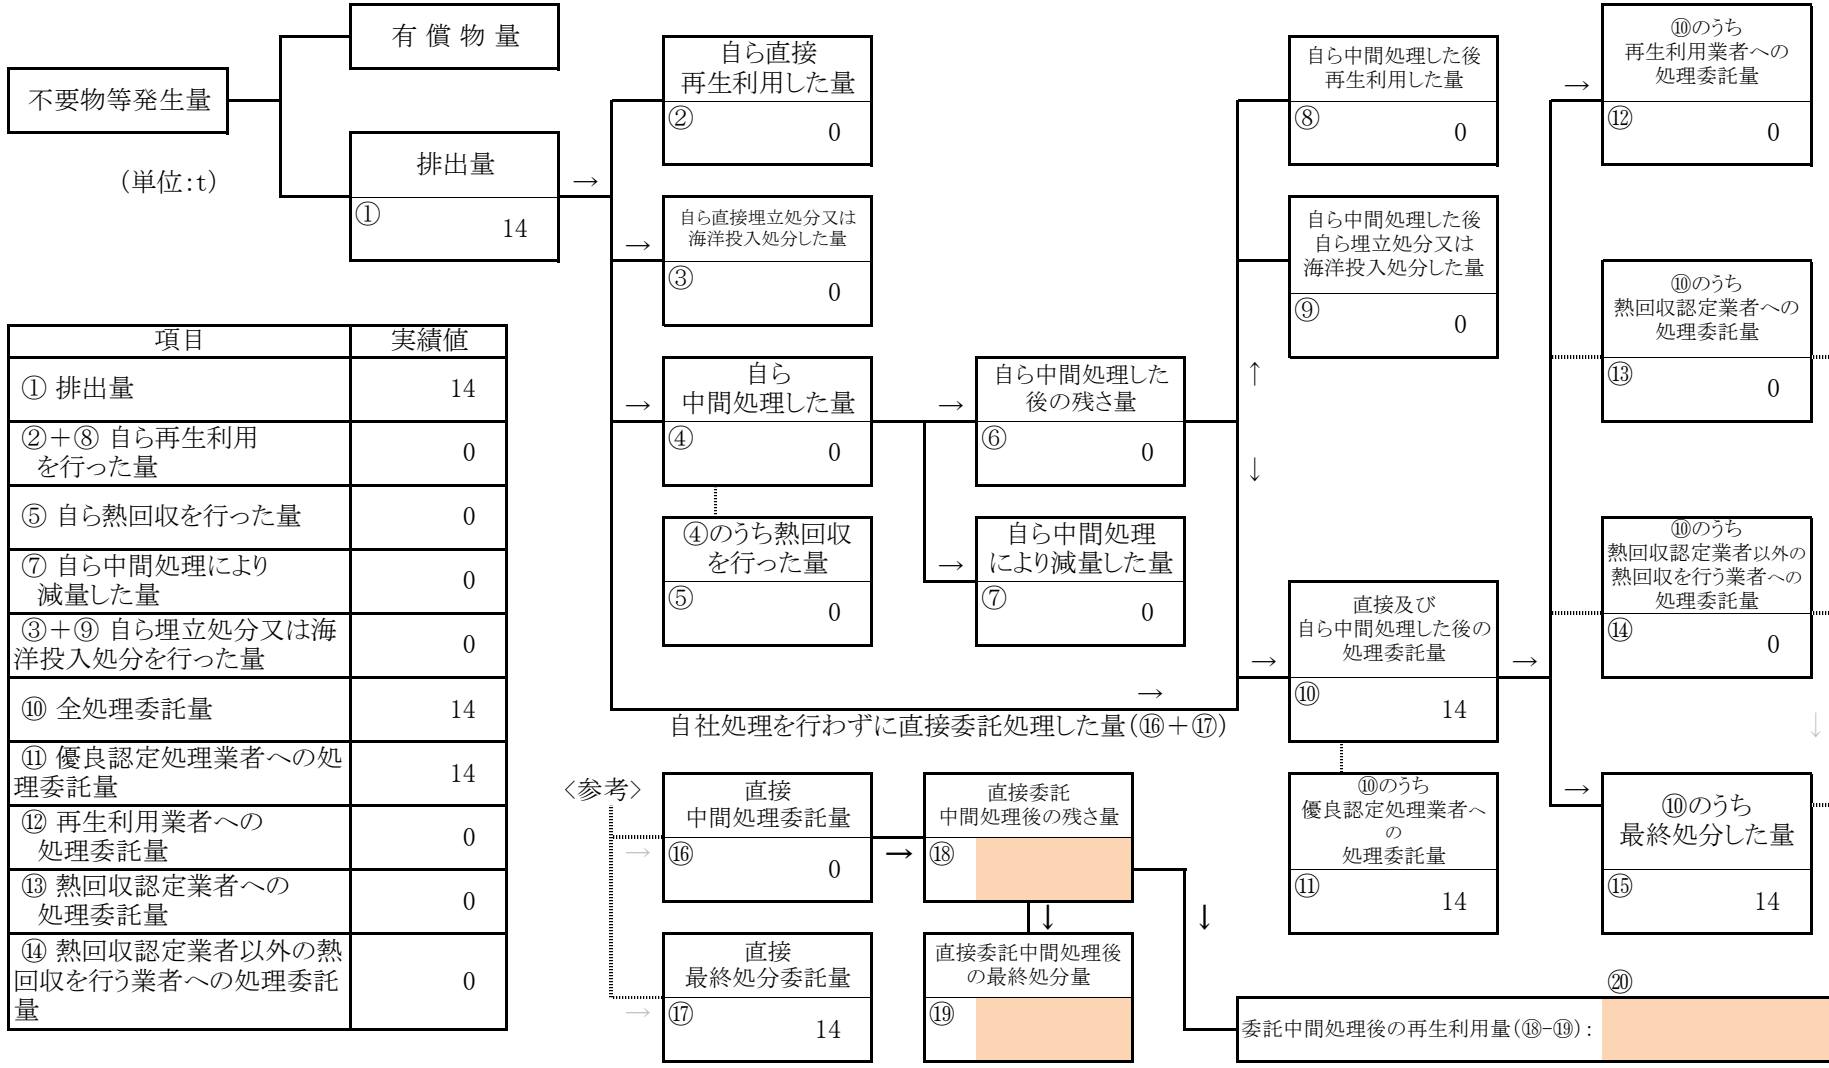 有 償 物 量
不要物等発生量
(単位:t)
排出量
①
14
→
自ら直接
再生利用した量
②
0
→
自ら直接埋立処分又は
海洋投入処分した量
③
0
→
自ら
中間処理した量
④
0
④のうち熱回収
を行った量
⑤
0
→
自ら中間処理した
後の残さ量
⑥
0
→
自ら中間処理
により減量した量
⑦
0
自ら中間処理した後
再生利用した量
⑧
0
自ら中間処理した後
自ら埋立処分又は
海洋投入処分した量
⑨
0
↑
↓
→
自社処理を行わずに直接委託処理した量(⑯+⑰)
→
直接及び
自ら中間処理した後の
処理委託量
⑩
14
⑩のうち
優良認定処理業者へ
の
処理委託量
⑪
14
→
→
⑩のうち
再生利用業者への
処理委託量
⑫
0
⑩のうち
熱回収認定業者への
処理委託量
⑬
0
⑩のうち
熱回収認定業者以外の
熱回収を行う業者への
処理委託量
⑭
0
↓
→
⑩のうち
最終処分した量
⑮
14
項目 実績値
① 排出量 14
②+⑧ 自ら再生利用
を行った量 0
⑤ 自ら熱回収を行った量 0
⑦ 自ら中間処理により
減量した量 0
③+⑨ 自ら埋立処分又は海
洋投入処分を行った量 0
⑩ 全処理委託量 14
⑪ 優良認定処理業者への処
理委託量 14
⑫ 再生利用業者への
処理委託量 0
⑬ 熱回収認定業者への
処理委託量 0
⑭ 熱回収認定業者以外の熱
回収を行う業者への処理委託
量 0
<参考>
→
直接
中間処理委託量
⑯
0
→
直接
最終処分委託量
⑰
14
→
直接委託
中間処理後の残さ量
⑱
↓
直接委託中間処理後
の最終処分量
⑲
↓
⑳
委託中間処理後の再生利用量(⑱-⑲):